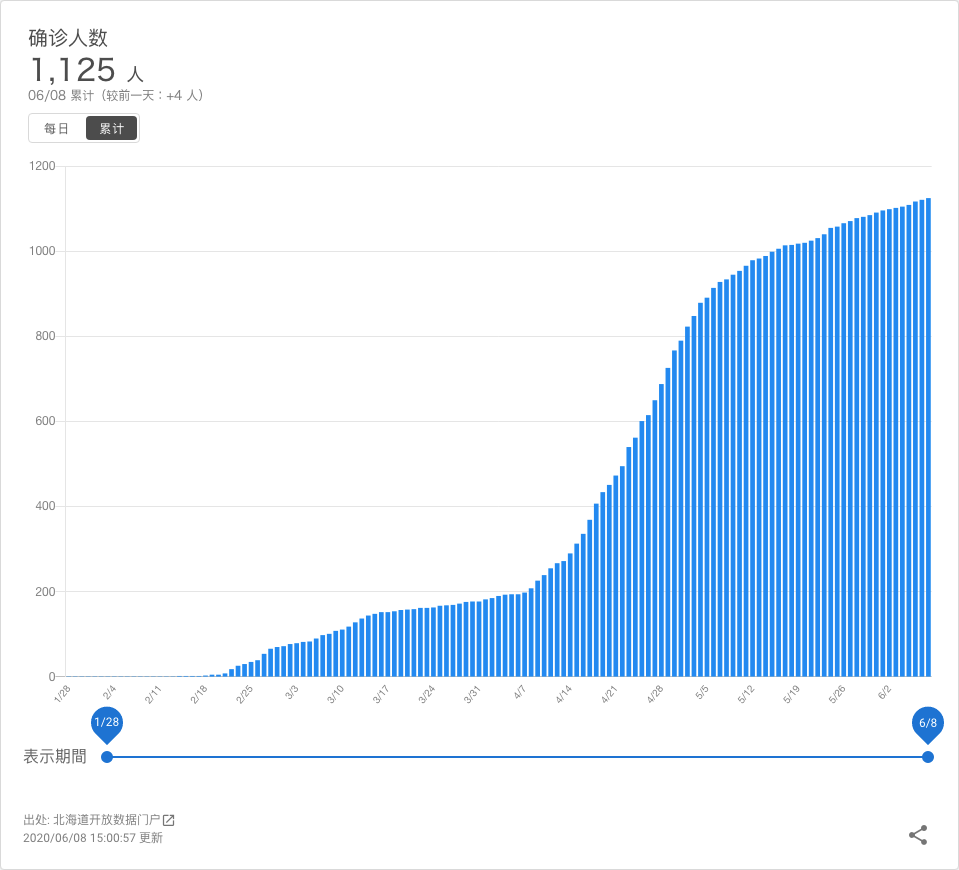 确诊人数
1,125 人
06/08 累计（较前一天：+4 人）
每日 累计
1200
1000
800
600
400
200
0
1/28 2/4 2/11 2/18 2/25 3/3 3/10 3/17 3/24 3/31 4/7 4/14 4/21 4/28 5/5 5/12 5/19 5/26 6/2
1/28 6/8
表示期間
出处: 北海道开放数据门户
2020/06/08 15:00:57 更新